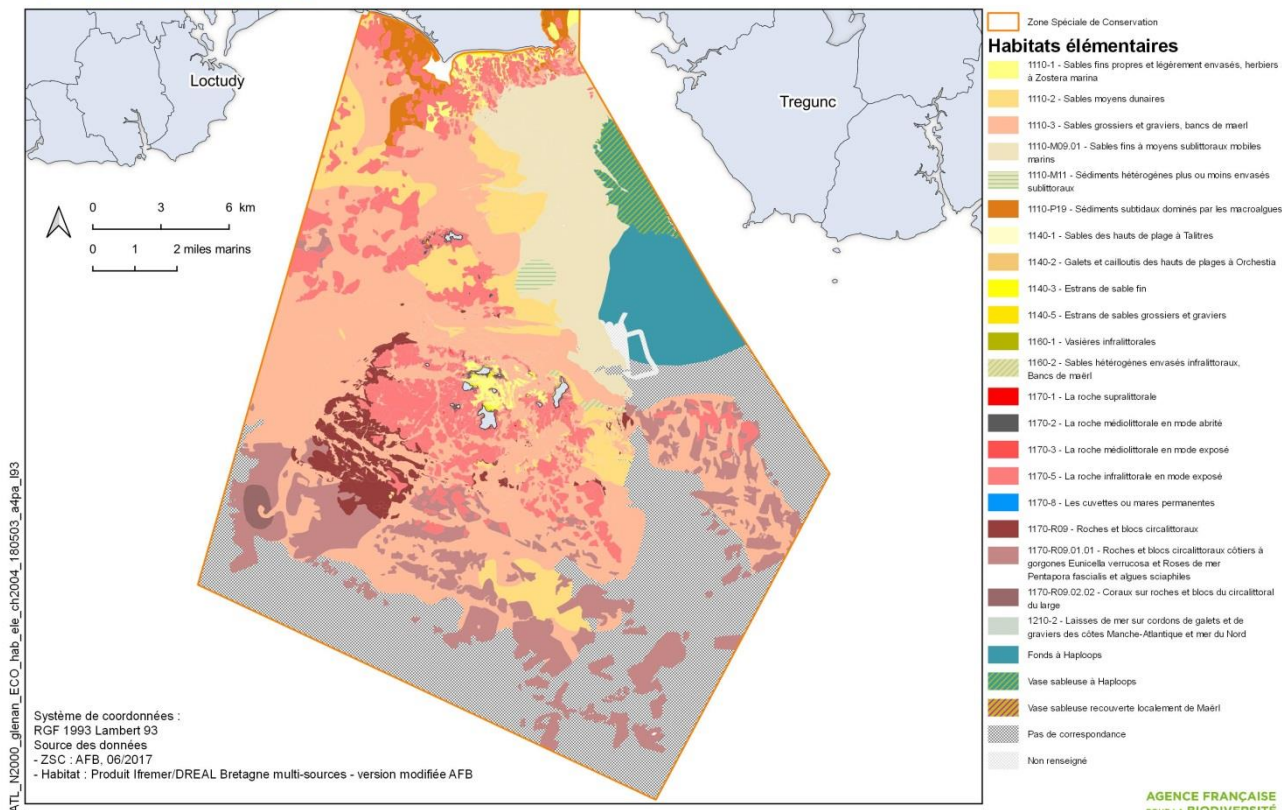 Loctudy
Tregunc
0 3 6 km
0 1 2 miles marins
Système de coordonnées :
RGF 1993 Lambert 93
Source des données
- ZSC : AFB, 06/2017
- Habitat : Produit Ifremer/DREAL Bretagne multi-sources - version modifiée AFB
ATL_N2000_glenan_ECO_hab_ele_ch2004_180503_a4pa_l93
Zone Spéciale de Conservation
Habitats élémentaires
1110-1 - Sables fins propres et légèrement envasés, herbiers
à Zostera marina
1110-2 - Sables moyens dunaires
1110-3 - Sables grossiers et graviers, bancs de maerl
1110-M09.01 - Sables fins à moyens sublittoraux mobiles
marins
1110-M11 - Sédiments hétérogènes plus ou moins envasés
sublittoraux
1110-P19 - Sédiments subtidaux dominés par les macroalgues
1140-1 - Sables des hauts de plage à Talitres
1140-2 - Galets et cailloutis des hauts de plages à Orchestia
1140-3 - Estrans de sable fin
1140-5 - Estrans de sables grossiers et graviers
1160-1 - Vasières infralittorales
1160-2 - Sables hétérogènes envasés infralittoraux,
Bancs de maërl
1170-1 - La roche supralittorale
1170-2 - La roche médiolittorale en mode abrité
1170-3 - La roche médiolittorale en mode exposé
1170-5 - La roche infralittorale en mode exposé
1170-8 - Les cuvettes ou mares permanentes
1170-R09 - Roches et blocs circalittoraux
1170-R09.01.01 - Roches et blocs circalittoraux côtiers à
gorgones Eunicella verrucosa et Roses de mer
Pentapora fascialis et algues sciaphiles
1170-R09.02.02 - Coraux sur roches et blocs du circalittoral
du large
1210-2 - Laisses de mer sur cordons de galets et de
graviers des côtes Manche-Atlantique et mer du Nord
Fonds à Haploops
Vase sableuse à Haploops
Vase sableuse recouverte localement de Maërl
Pas de correspondance
Non renseigné
AGENCE FRANÇAISE
POUR LA BIODIVERSITÉ